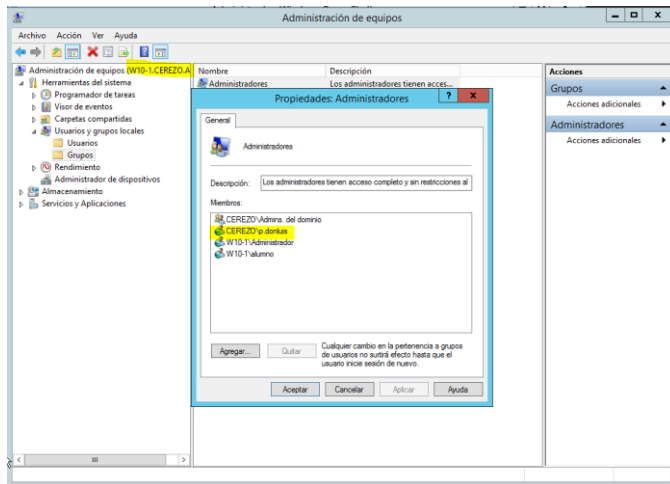 Administración de equipos
Archivo Acción Ver Ayuda
Administración de equipos (W10-1.CEREZO.A
Herramientas del sistema
Programador de tareas
Visor de eventos
Carpetas compartidas
Usuarios y grupos locales
Usuarios
Grupos
Rendimiento
Administrador de dispositivos
Almacenamiento
Servicios y Aplicaciones
Nombre Descripción
Administradores Los administradores tienen acces...
Propiedades: Administradores
General
Administradores
Descripción: Los administradores tienen acceso completo y sin restricciones al
Miembros:
CEREZO\Admins. del dominio
CEREZO\p.donluis
W10-1\Administrador
W10-1\alumno
Agregar... Quitar
Cualquier cambio en la pertenencia a grupos
de usuarios no surtirá efecto hasta que el
usuario inicie sesión de nuevo.
Aceptar Cancelar Aplicar Ayuda
Acciones
Grupos
Acciones adicionales
Administradores
Acciones adicionales